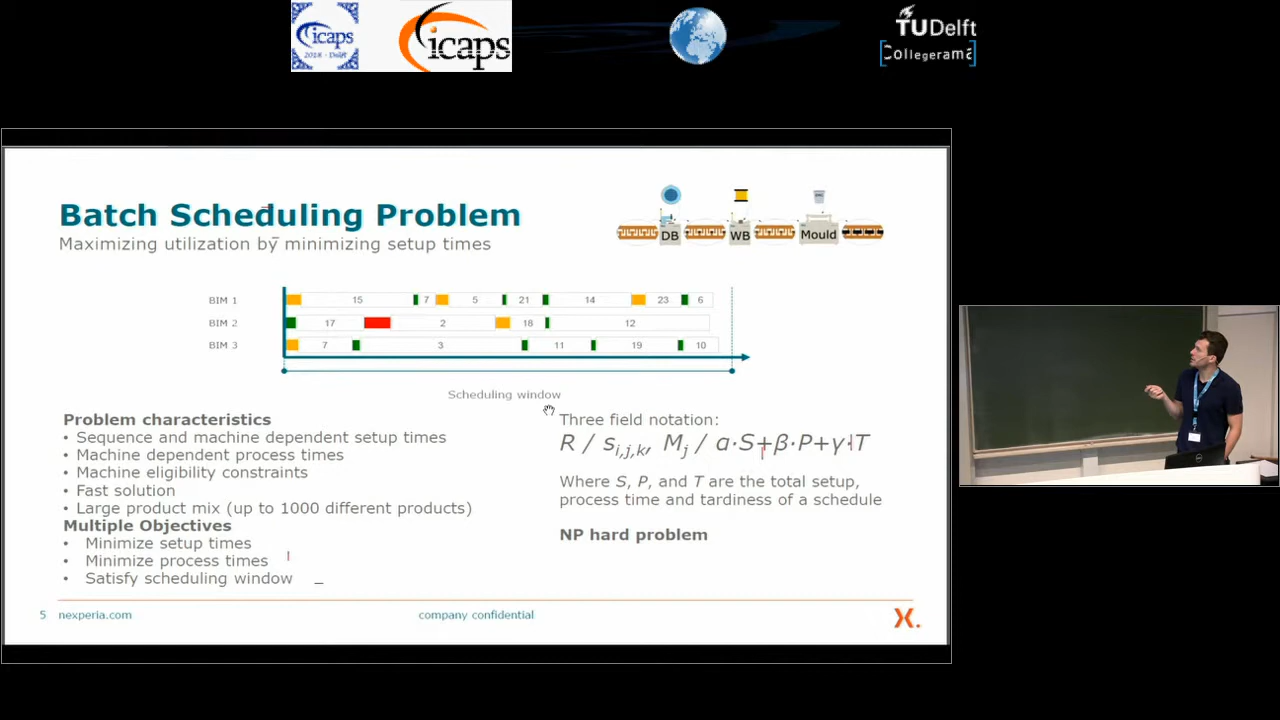 icaps
2018 - Delft
icaps
TUDelft
Collegerama
Batch Scheduling Problem
Maximizing utilization by minimizing setup times
DB
WB
Mould
BIM 1
15
7
5
21
14
23
6
BIM 2
17
2
18
12
BIM 3
7
3
11
19
10
Scheduling window
Problem characteristics
• Sequence and machine dependent setup times
• Machine dependent process times
• Machine eligibility constraints
• Fast solution
• Large product mix (up to 1000 different products)
Multiple Objectives
• Minimize setup times
• Minimize process times
• Satisfy scheduling window
Three field notation:
R / s_{i,j,k}, M_j / α·S+β·P+γ·T
Where S, P, and T are the total setup,
process time and tardiness of a schedule
NP hard problem
5 nexperia.com
company confidential